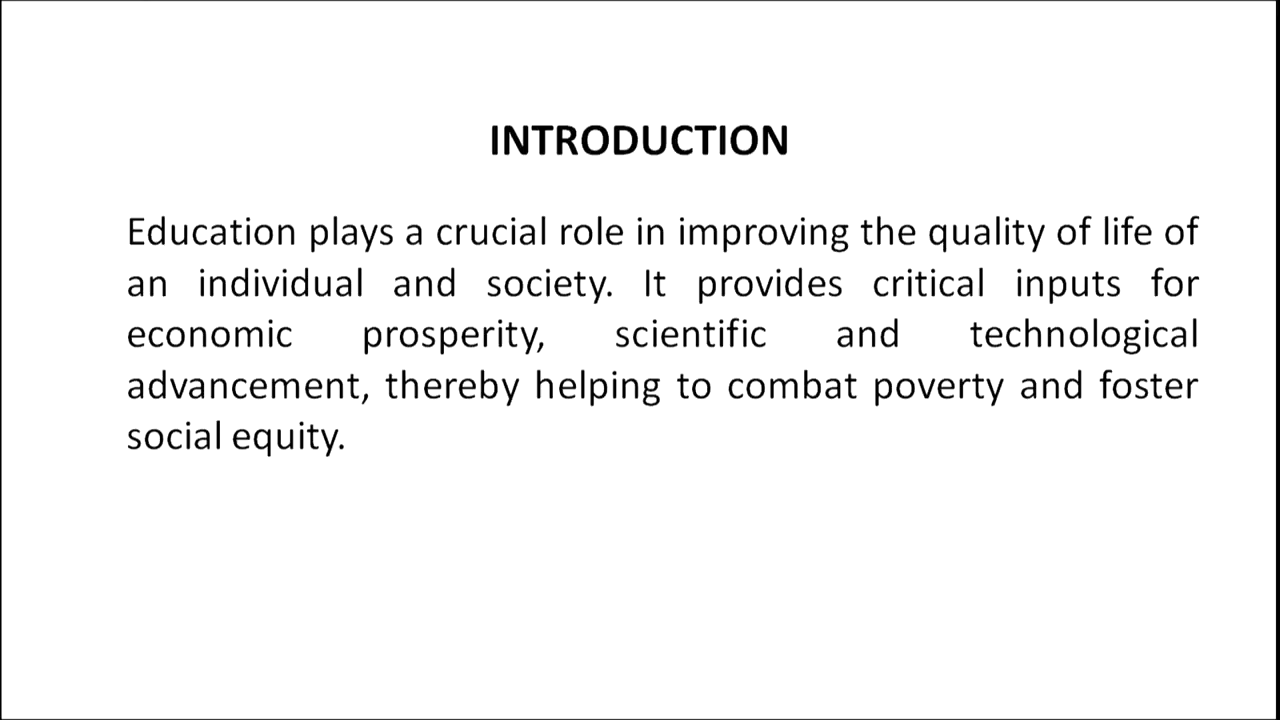 INTRODUCTION
Education plays a crucial role in improving the quality of life of
an individual and society. It provides critical inputs for
economic prosperity, scientific and technological
advancement, thereby helping to combat poverty and foster
social equity.